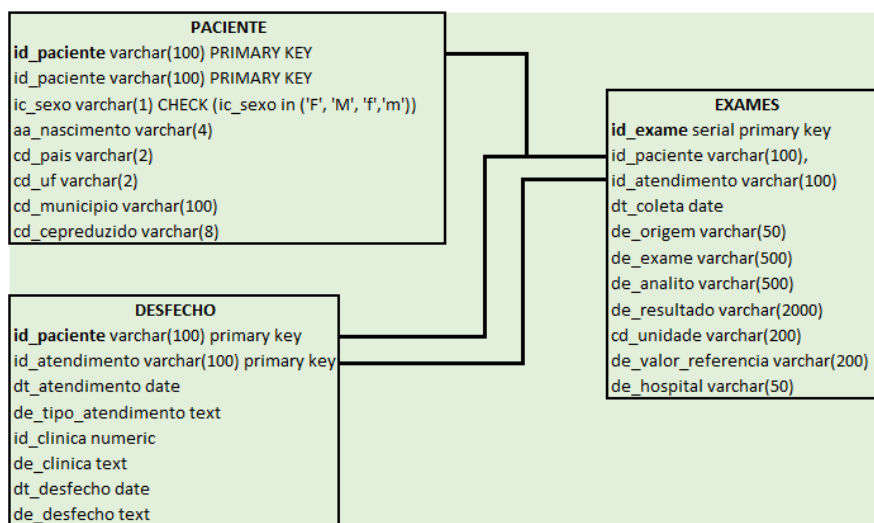 PACIENTE
id_paciente varchar(100) PRIMARY KEY
id_paciente varchar(100) PRIMARY KEY
ic_sexo varchar(1) CHECK (ic_sexo in ('F', 'M', 'f','m'))
aa_nascimento varchar(4)
cd_pais varchar(2)
cd_uf varchar(2)
cd_municipio varchar(100)
cd_cepreduzido varchar(8)
EXAMES
id_exame serial primary key
id_paciente varchar(100),
id_atendimento varchar(100)
dt_coleta date
de_origem varchar(50)
de_exame varchar(500)
de_analito varchar(500)
de_resultado varchar(2000)
cd_unidade varchar(200)
de_valor_referencia varchar(200)
de_hospital varchar(50)
DESFECHO
id_paciente varchar(100) primary key
id_atendimento varchar(100) primary key
dt_atendimento date
de_tipo_atendimento text
id_clinica numeric
de_clinica text
dt_desfecho date
de_desfecho text